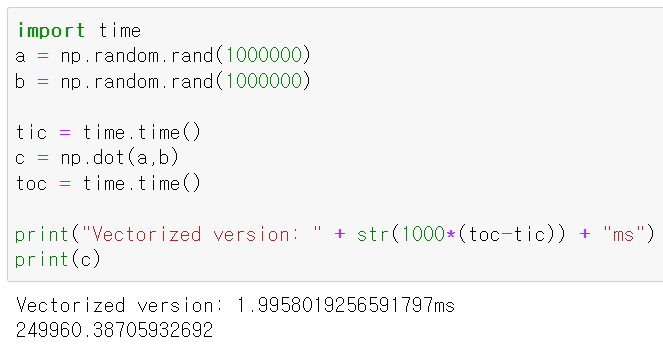 import time
a = np.random.rand(1000000)
b = np.random.rand(1000000)
tic = time.time()
c = np.dot(a,b)
toc = time.time()
print("Vectorized version: " + str(1000*(toc-tic)) + "ms")
print(c)
Vectorized version: 1.9958019256591797ms
249960.38705932692